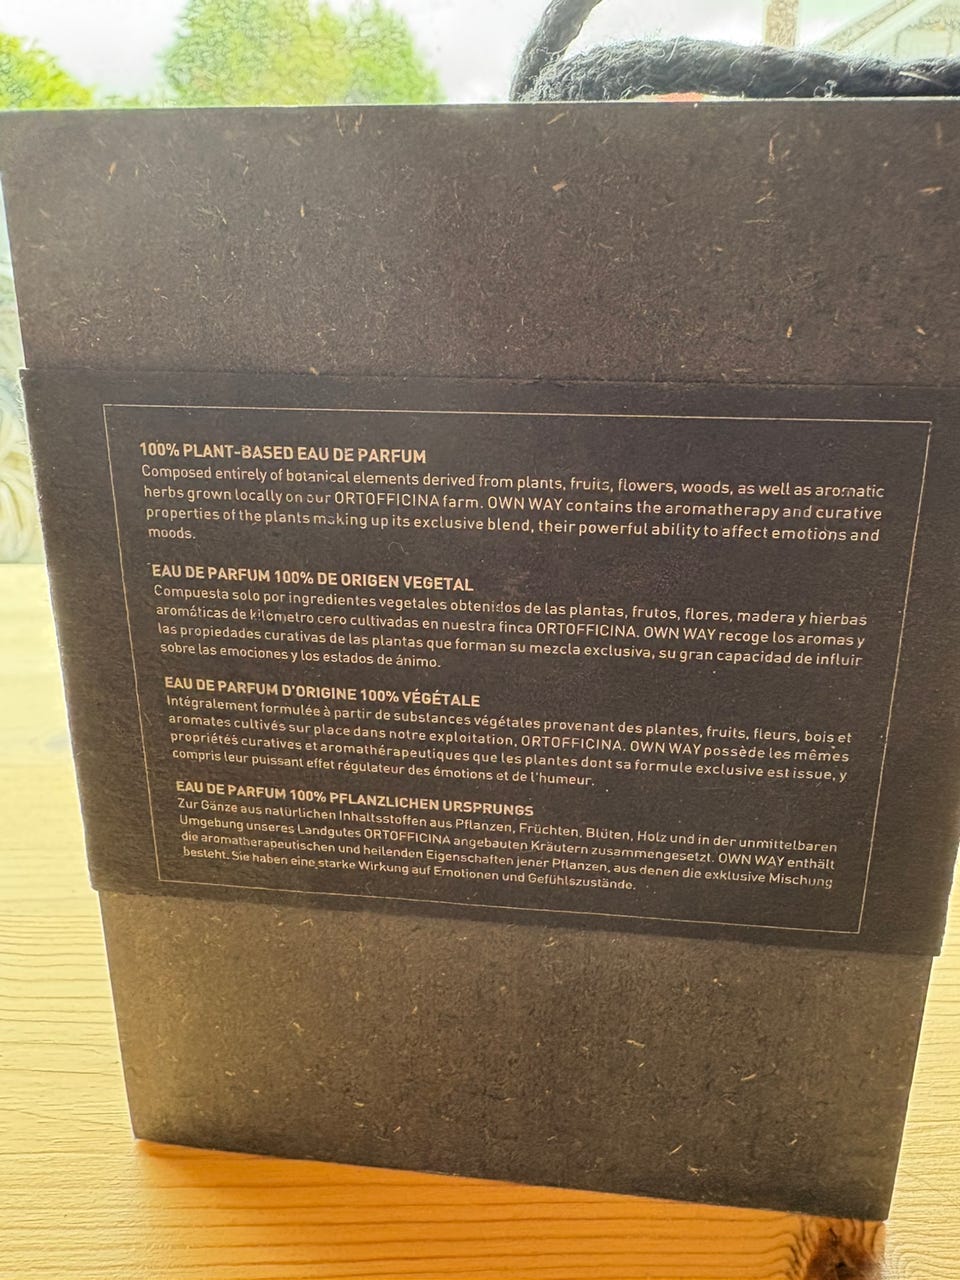 100% PLANT-BASED EAU DE PARFUM
Composed entirely of botanical elements derived from plants, fruits, flowers, woods, as well as aromatic
herbs grown locally on our ORTOFFICINA farm. OWN WAY contains the aromatherapy and curative
properties of the plants making up its exclusive blend, their powerful ability to affect emotions and
moods.
EAU DE PARFUM 100% DE ORIGEN VEGETAL
Compuesta solo por ingredientes vegetales obtenidos de las plantas, frutos, flores, madera y hierbas
aromáticas de kilometro cero cultivadas en nuestra finca ORTOFFICINA. OWN WAY recoge los aromas y
las propiedades curativas de las plantas que forman su mezcla exclusiva, su gran capacidad de influir
sobre las emociones y los estados de ánimo.
EAU DE PARFUM D'ORIGINE 100% VÉGÉTALE
Intégralement formulée à partir de substances végétales provenant des plantes, fruits, fleurs, bois et
aromates cultivés sur place dans notre exploitation, ORTOFFICINA. OWN WAY possède les mêmes
propriétés curatives et aromathérapeutiques que les plantes dont sa formule exclusive est issue, y
compris leur puissant effet régulateur des émotions et de l'humeur.
EAU DE PARFUM 100% PFLANZLICHEN URSPRUNGS
Zur Gänze aus natürlichen Inhaltsstoffen aus Pflanzen, Früchten, Blüten, Holz und in der unmittelbaren
Umgebung unseres Landgutes ORTOFFICINA angebauten Kräutern zusammengesetzt. OWN WAY enthält
die aromatherapeutischen und heilenden Eigenschaften jener Pflanzen, aus denen die exklusive Mischung
besteht. Sie haben eine starke Wirkung auf Emotionen und Gefühlszustände.